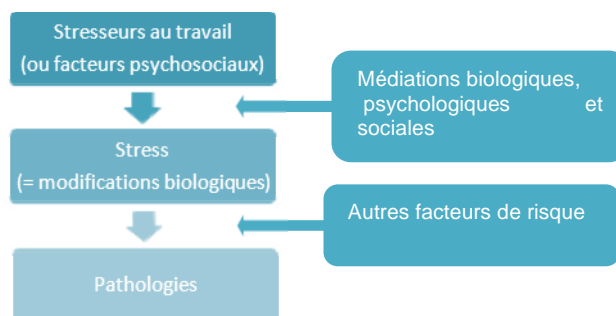 Stresseurs au travail
(ou facteurs psychosociaux)
Médiations biologiques,
psychologiques et
sociales
Stress
(= modifications biologiques)
Autres facteurs de risque
Pathologies